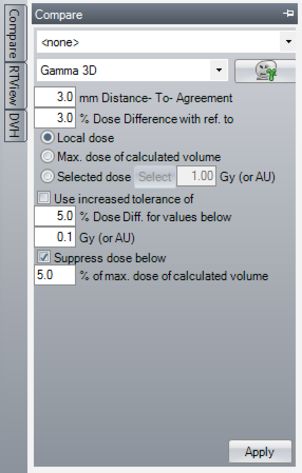 Compare
Compare
RTView
DVH
<none>
Gamma 3D
3.0 mm Distance- To- Agreement
3.0 % Dose Difference with ref. to
Local dose
Max. dose of calculated volume
Selected dose Select 1.00 Gy (or AU)
Use increased tolerance of
5.0 % Dose Diff. for values below
0.1 Gy (or AU)
Suppress dose below
5.0 % of max. dose of calculated volume
Apply